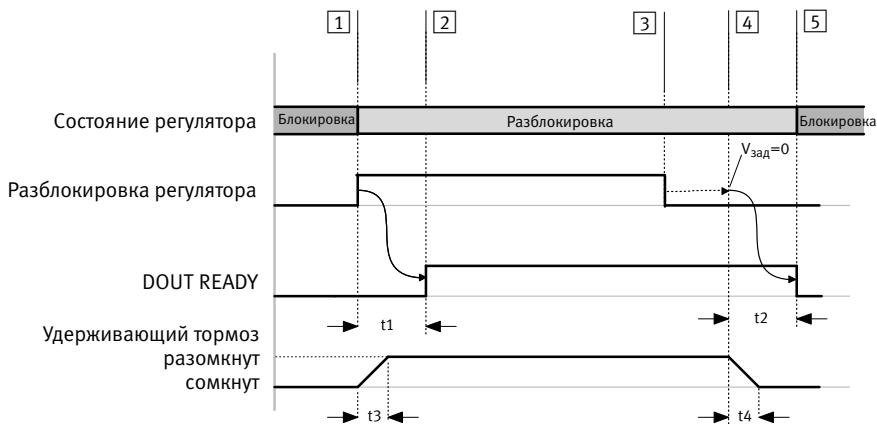 1 2 3 4 5
Состояние регулятора
Блокировка Разблокировка Блокировка
Vзад=0
Разблокировка регулятора
DOUT READY
t1 t2
Удерживающий тормоз
разомкнут
сомкнут
t3 t4